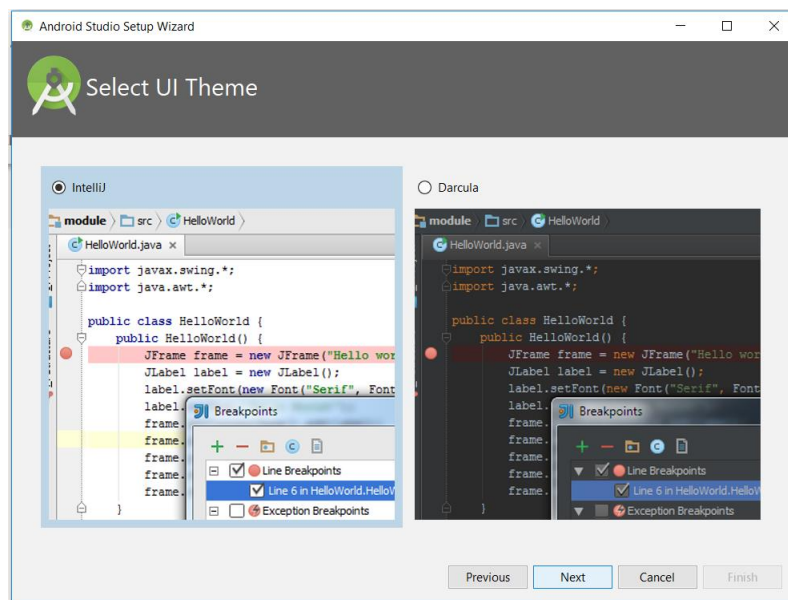 Android Studio Setup Wizard
Select UI Theme
IntelliJ
module src HelloWorld
HelloWorld.java ×
import javax.swing.*;
import java.awt.*;
public class HelloWorld {
public HelloWorld() {
JFrame frame = new JFrame("Hello wor
JLabel label = new JLabel();
label.setFont(new Font("Serif", Font
label.
frame.
frame.
frame.
frame.
frame.
}
Breakpoints
Line Breakpoints
Line 6 in HelloWorld.HelloW
Exception Breakpoints
Darcula
module src HelloWorld
HelloWorld.java ×
import javax.swing.*;
import java.awt.*;
public class HelloWorld {
public HelloWorld() {
JFrame frame = new JFrame("Hello wor
JLabel label = new JLabel();
label.setFont(new Font("Serif", Font
label.
frame.
frame.
frame.
frame.
frame.
}
Breakpoints
Line Breakpoints
Line 6 in HelloWorld.HelloW
Exception Breakpoints
Previous Next Cancel Finish